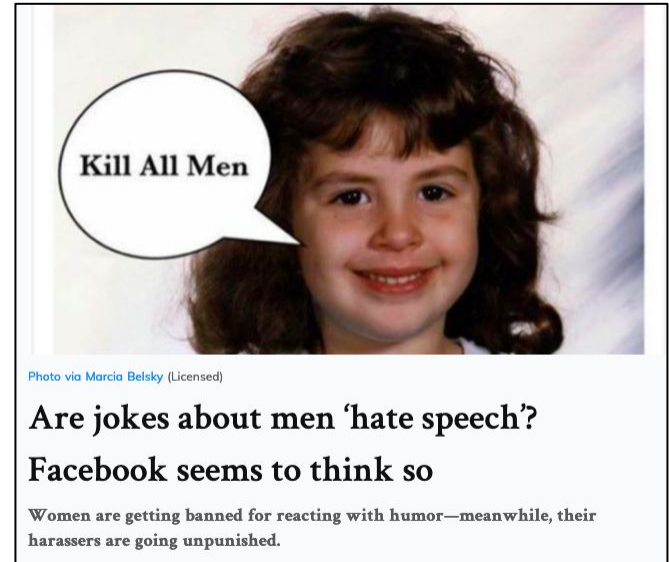 Kill All Men
Photo via Marcia Belsky (Licensed)
Are jokes about men ‘hate speech’?
Facebook seems to think so
Women are getting banned for reacting with humor—meanwhile, their
harassers are going unpunished.